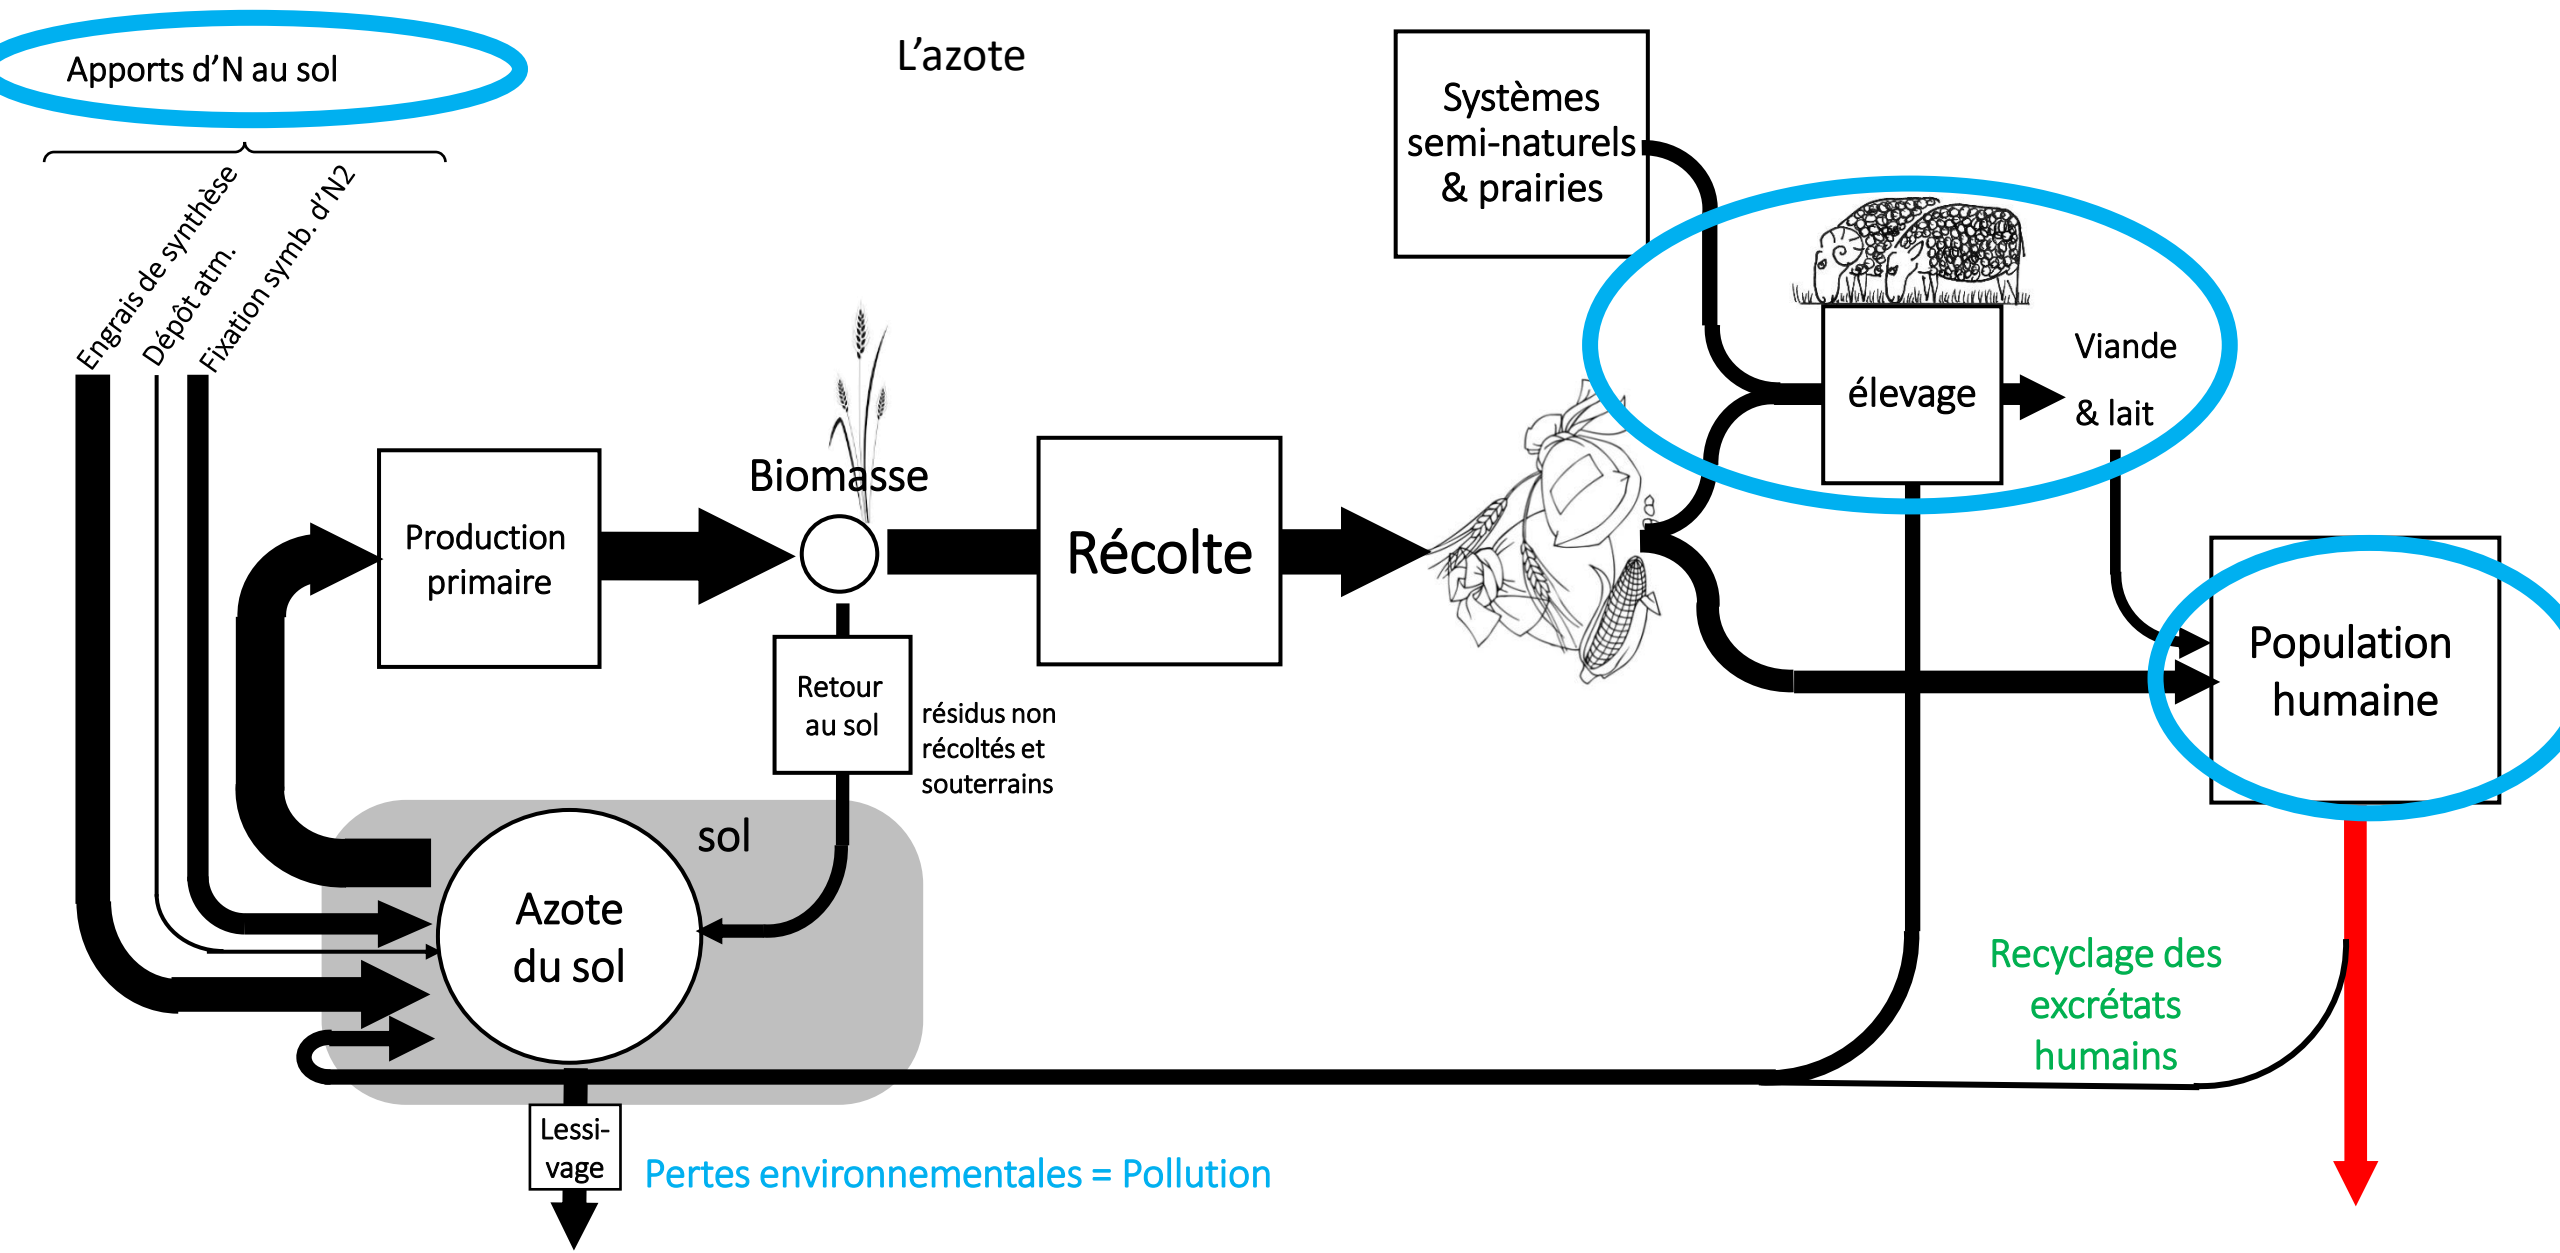 L’azote
Apports d’N au sol
Engrais de synthèse
Dépôt atm.
Fixation symb. d’N2
Systèmes
semi-naturels
& prairies
élevage
Viande
& lait
Production
primaire
Biomasse
Récolte
Retour
au sol
résidus non
récoltés et
souterrains
Population
humaine
sol
Azote
du sol
Recyclage des
excrétats
humains
Lessi-
vage
Pertes environnementales = Pollution